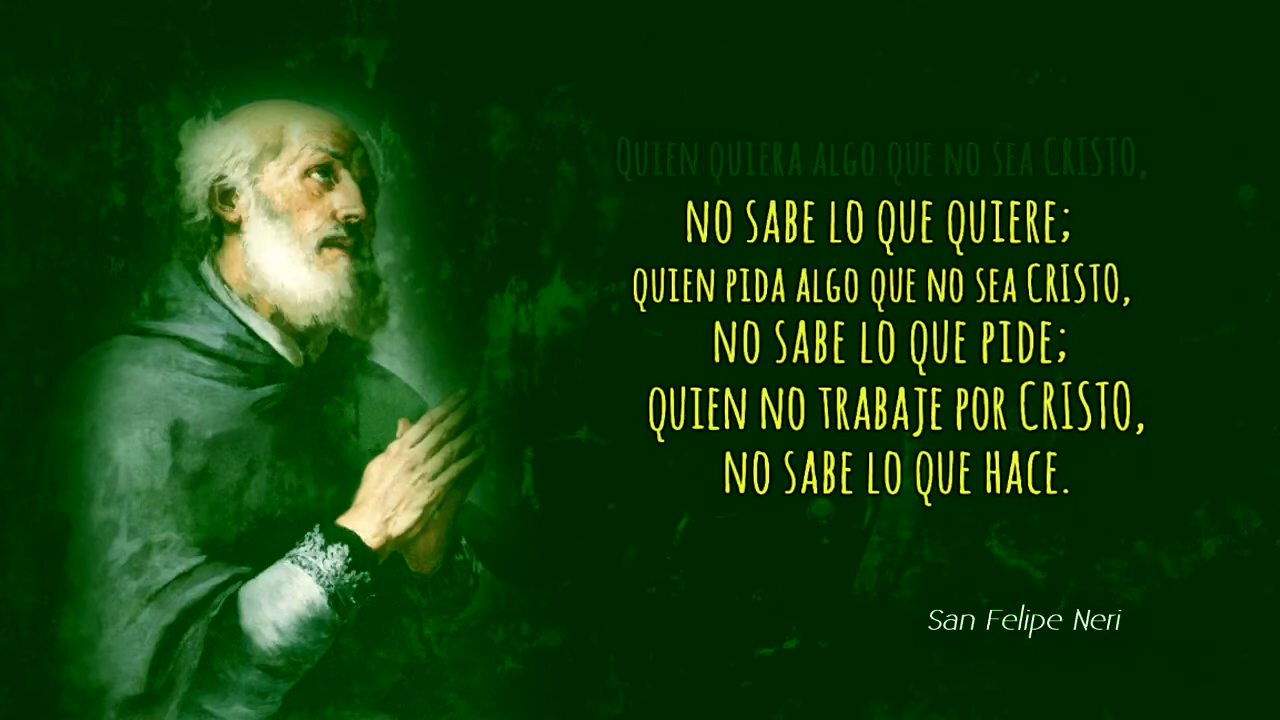 QUIEN QUIERA ALGO QUE NO SEA CRISTO,
NO SABE LO QUE QUIERE;
QUIEN PIDA ALGO QUE NO SEA CRISTO,
NO SABE LO QUE PIDE;
QUIEN NO TRABAJE POR CRISTO,
NO SABE LO QUE HACE.
San Felipe Neri